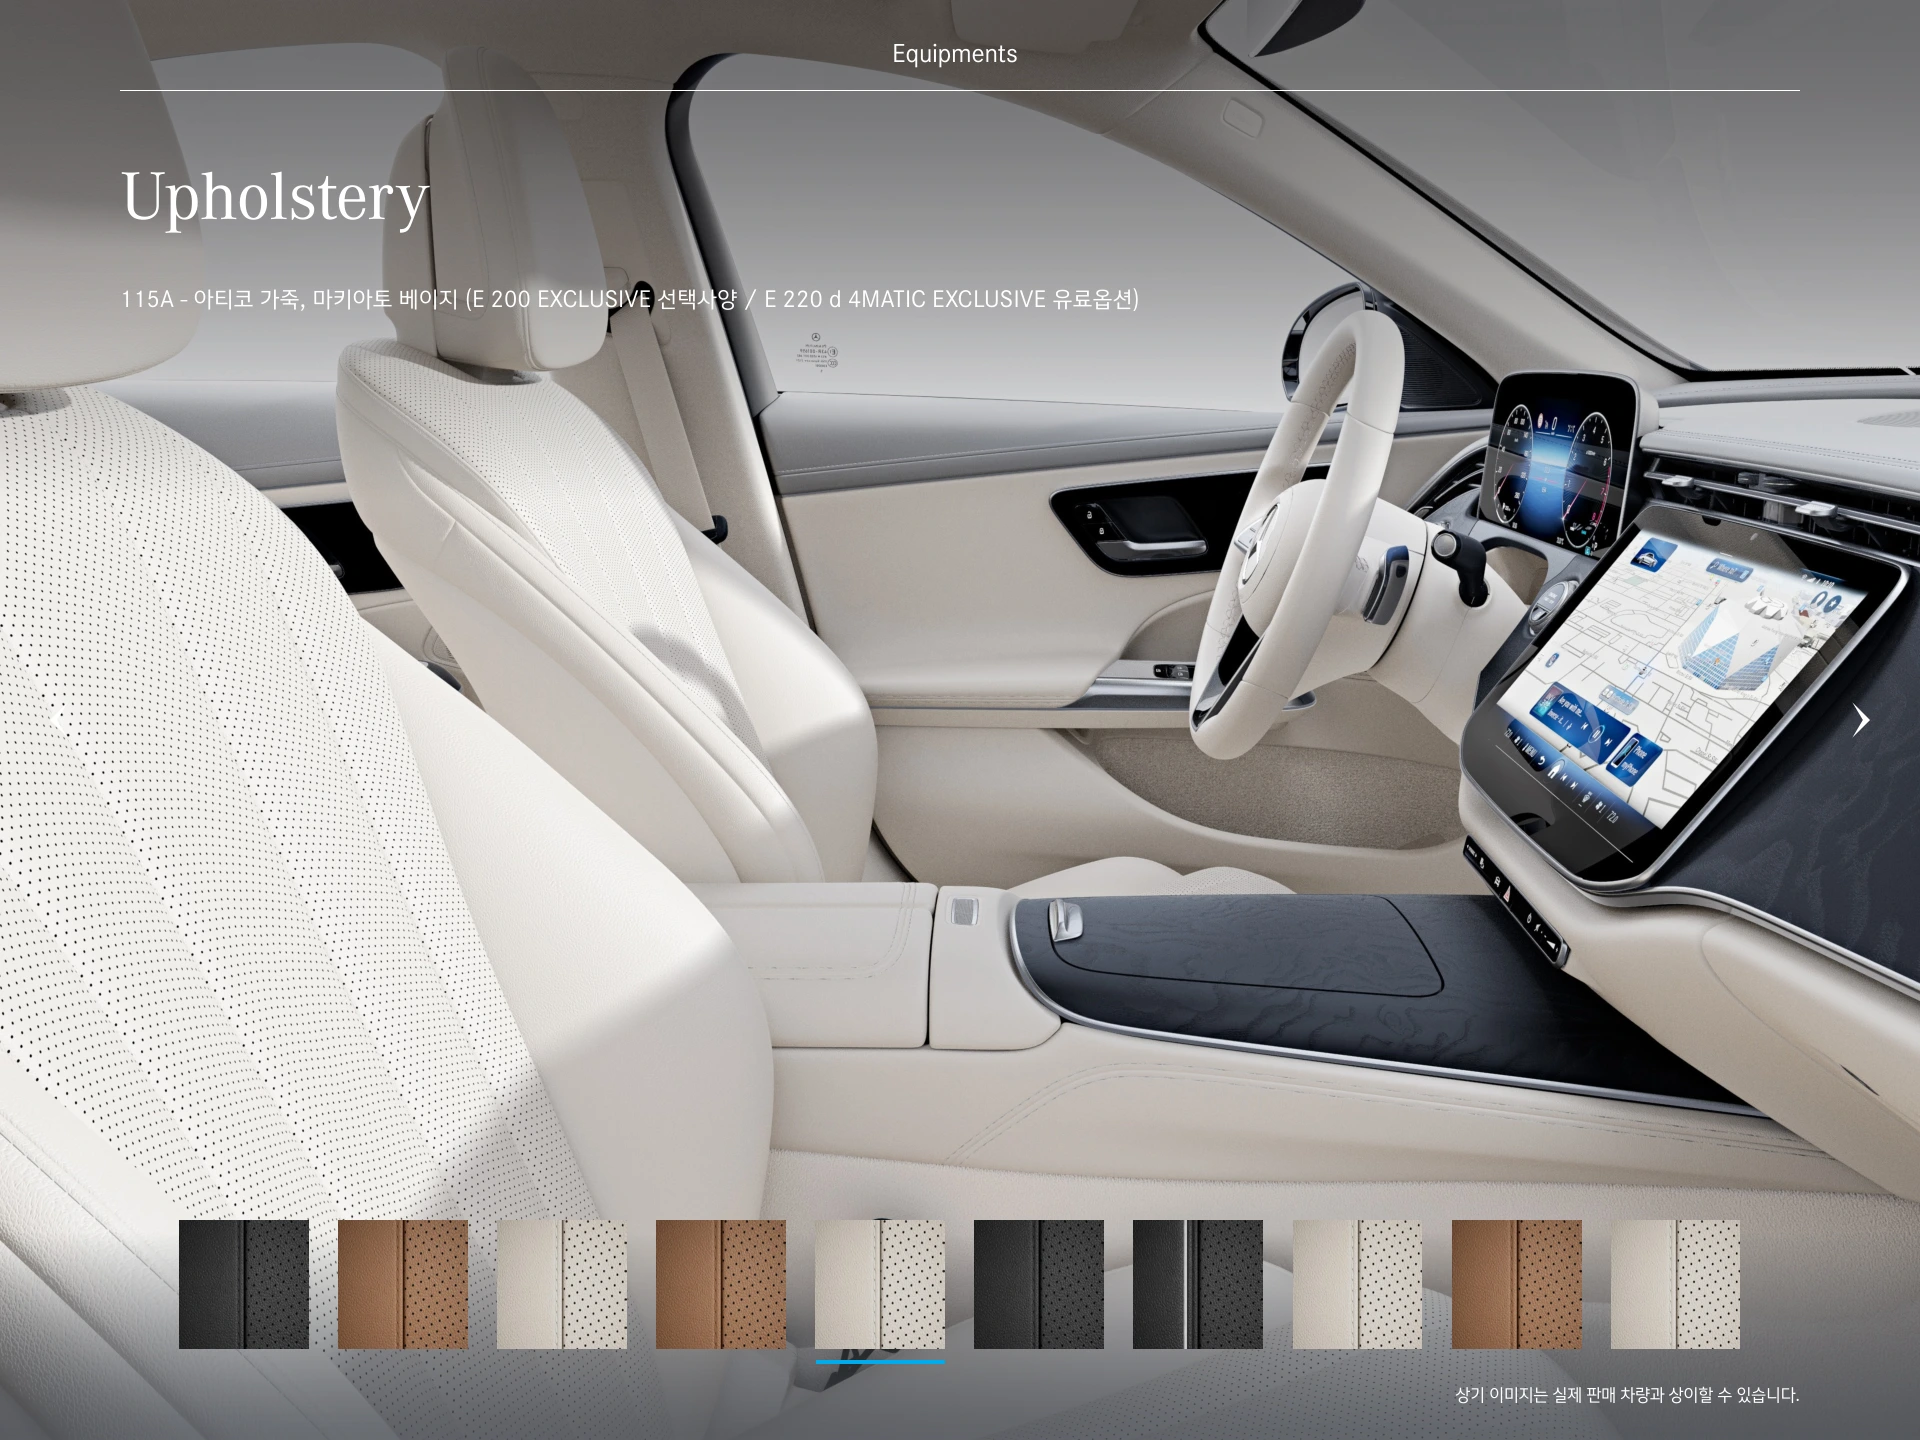 Equipments
Upholstery
115A - 아티코 가죽, 마키아토 베이지 (E 200 EXCLUSIVE 선택사양 / E 220 d 4MATIC EXCLUSIVE 유료옵션)
상기 이미지는 실제 판매 차량과 상이할 수 있습니다.